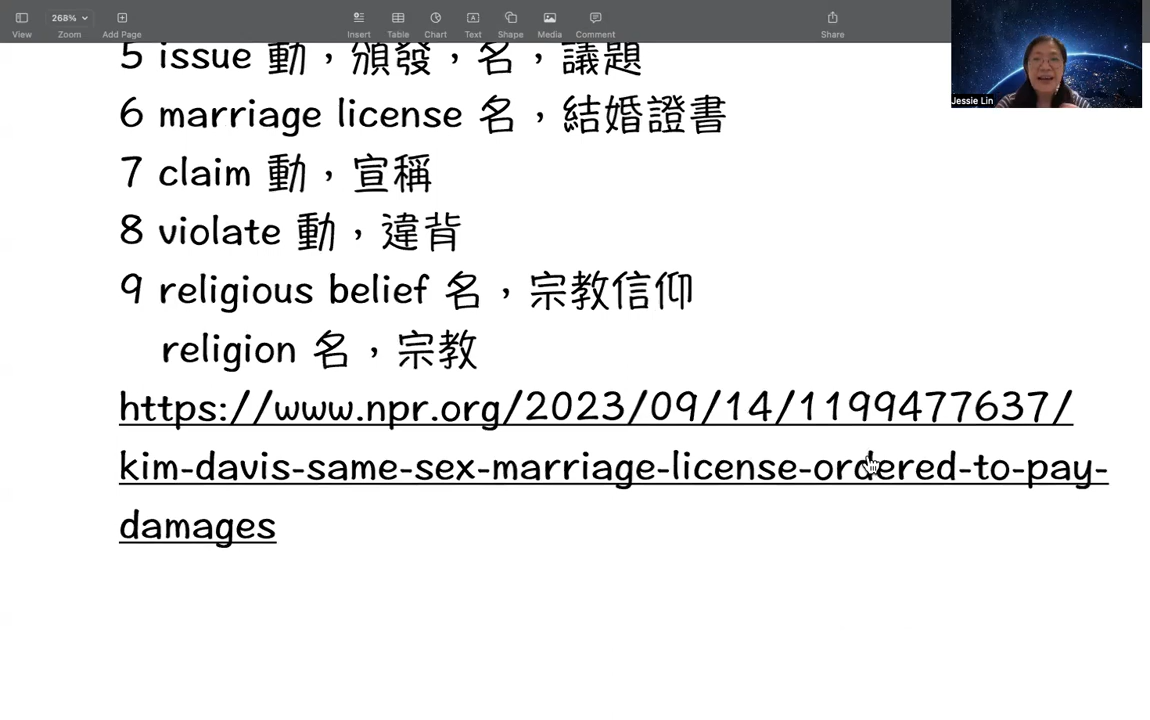 268%
View
Zoom
Add Page
Insert
Table
Chart
Text
Shape
Media
Comment
Share
Jessie Lin
5 issue 動，頒發，名，議題
6 marriage license 名，結婚證書
7 claim 動，宣稱
8 violate 動，違背
9 religious belief 名，宗教信仰
religion 名，宗教
https://www.npr.org/2023/09/14/1199477637/
kim-davis-same-sex-marriage-license-ordered-to-pay-
damages